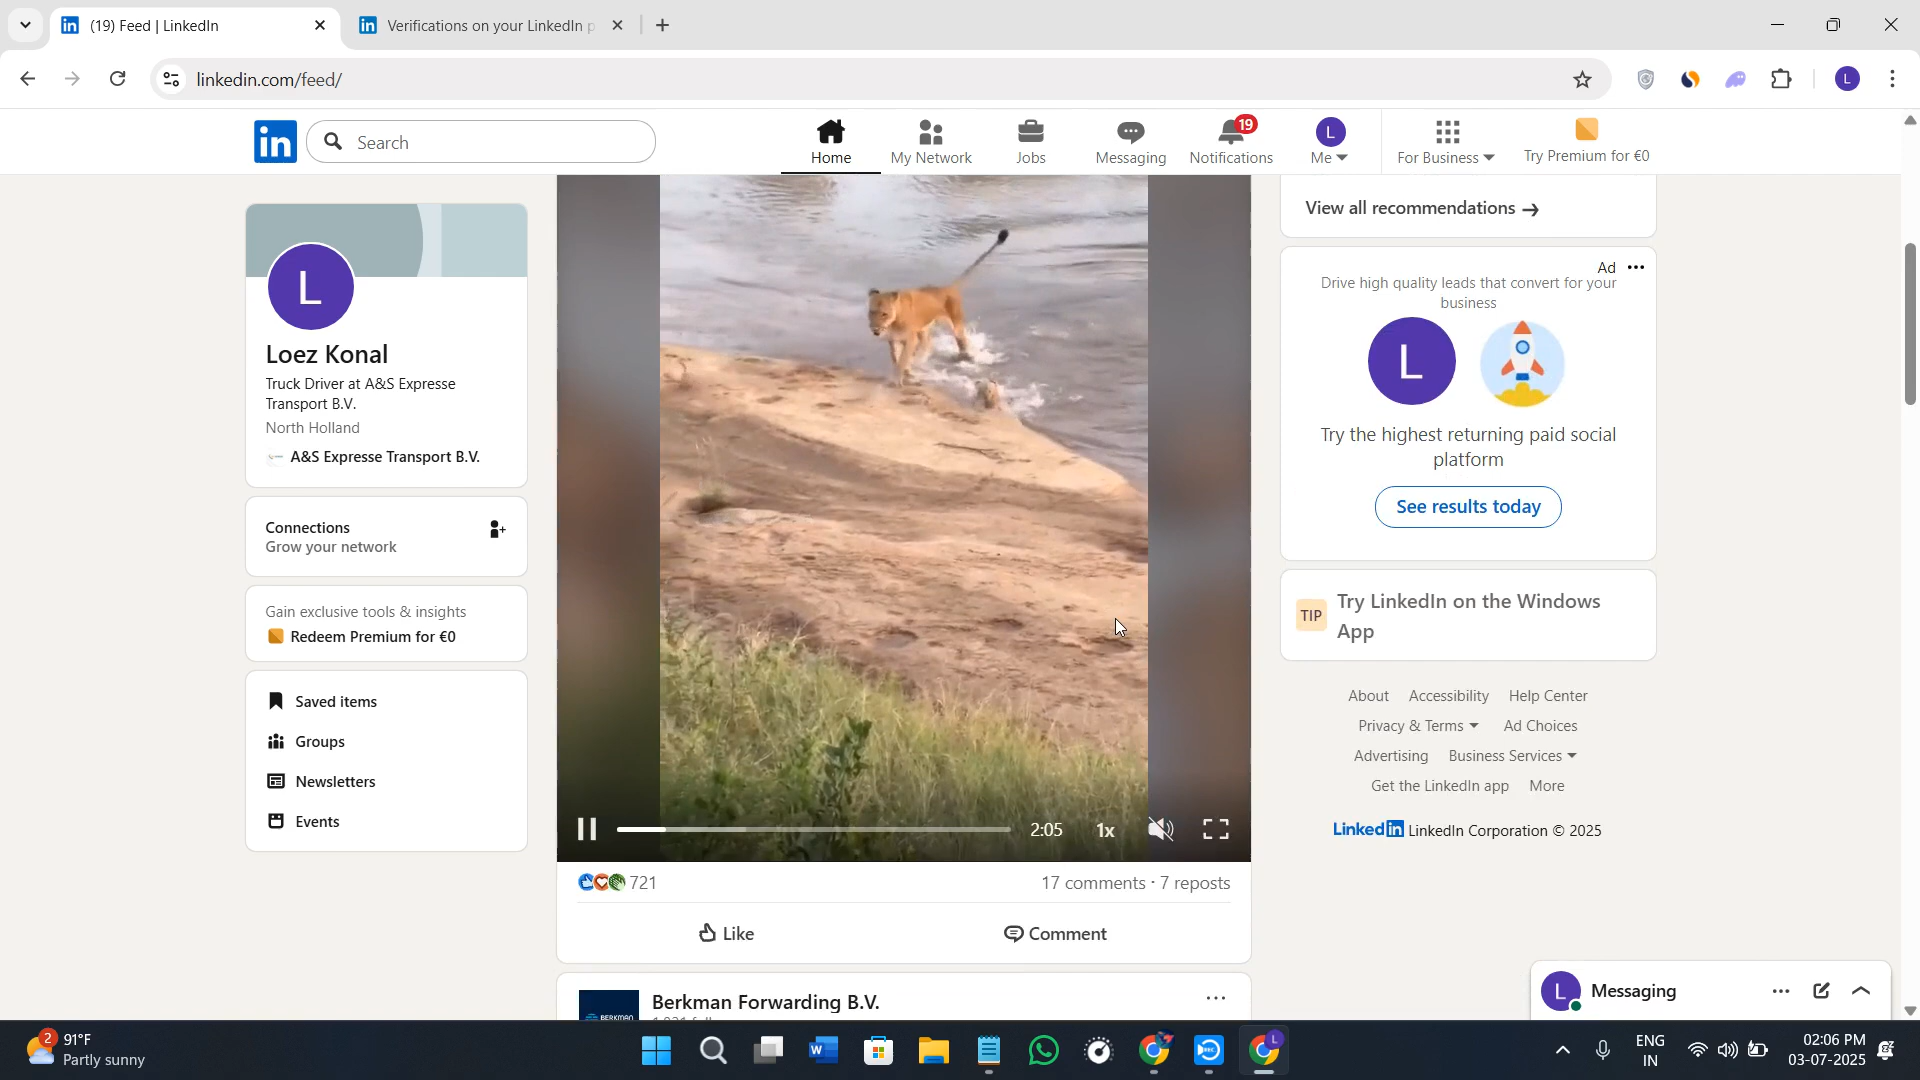 (19) Feed | LinkedIn
Verifications on your LinkedIn p
linkedin.com/feed/
L
in
Search
Home
My Network
Jobs
Messaging
19
Notifications
L
Me
For Business
Try Premium for €0
L
Loez Konal
Truck Driver at A&S Expresse
Transport B.V.
North Holland
A&S Expresse Transport B.V.
Connections
Grow your network
Gain exclusive tools & insights
Redeem Premium for €0
Saved items
Groups
Newsletters
Events
2:05
1x
721
17 comments · 7 reposts
Like
Comment
BERKMAN
Berkman Forwarding B.V.
View all recommendations →
Ad
Drive high quality leads that convert for your
business
L
Try the highest returning paid social
platform
See results today
TIP
Try LinkedIn on the Windows
App
About Accessibility Help Center
Privacy & Terms Ad Choices
Advertising Business Services
Get the LinkedIn app More
LinkedIn LinkedIn Corporation © 2025
L
Messaging
2
91°F
Partly sunny
L
ENG
IN
02:06 PM
03-07-2025